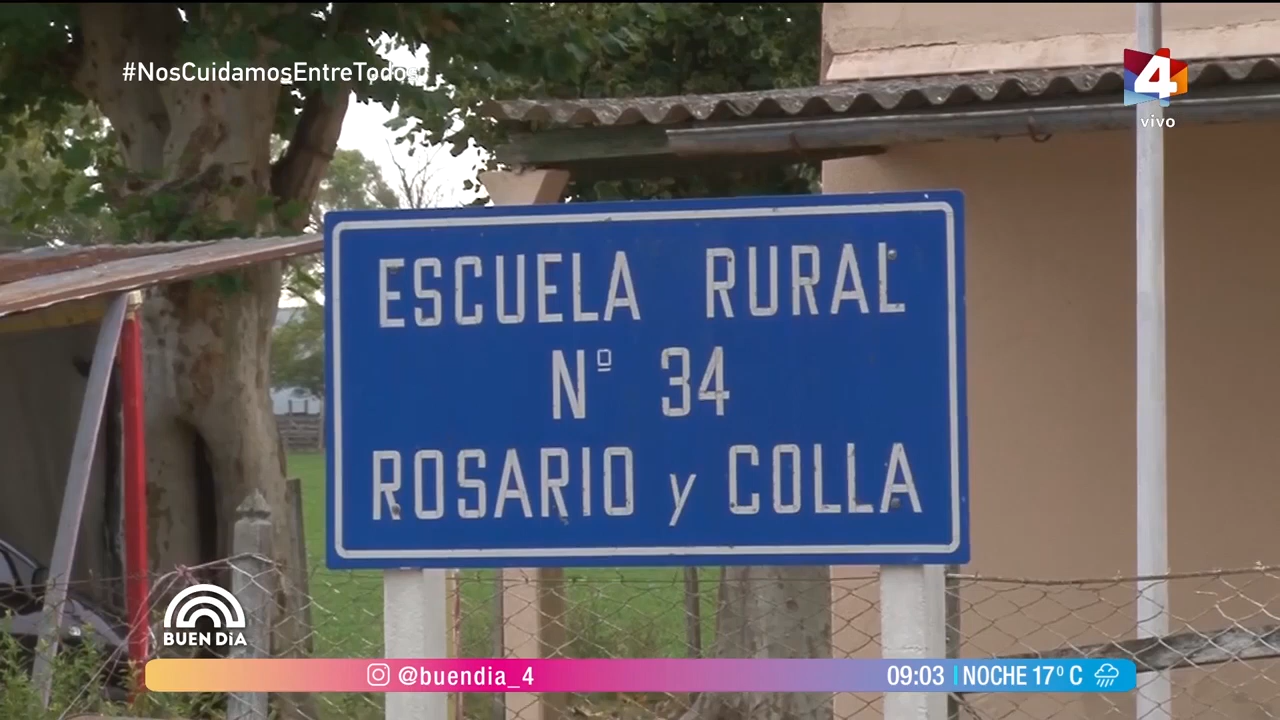 #NosCuidamosEntreTodos
4
vivo
ESCUELA RURAL
Nº 34
ROSARIO y COLLA
BUEN DíA
@buendia_4
09:03 NOCHE 17º C